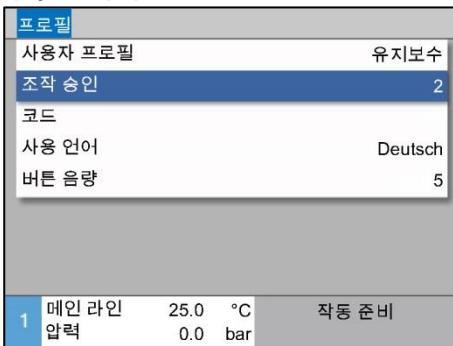 프로필
사용자 프로필 유지보수
조작 승인 2
코드
사용 언어 Deutsch
버튼 음량 5
1 메인 라인 25.0 °C 작동 준비
압력 0.0 bar